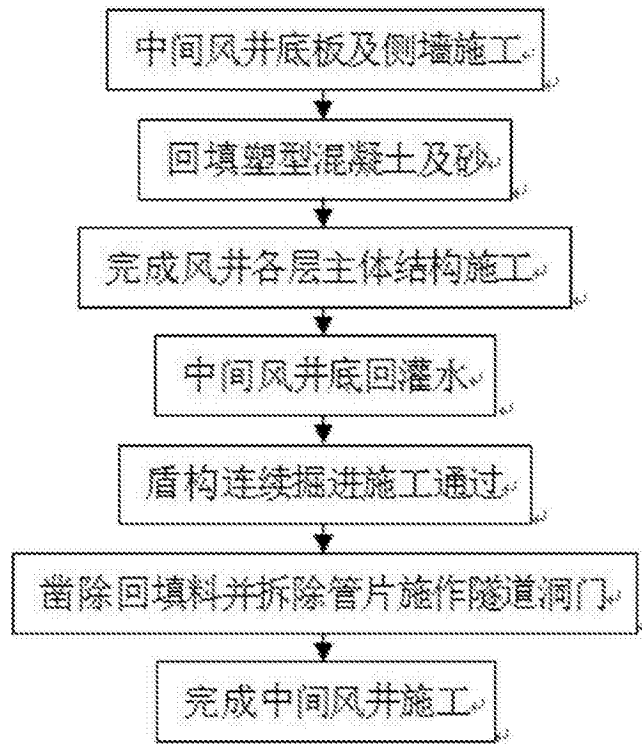 中间风井底板及侧墙施工
回填塑型混凝土及砂
完成风井各层主体结构施工
中间风井底回灌水
盾构连续掘进施工通过
凿除回填料并拆除管片施作隧道洞门
完成中间风井施工